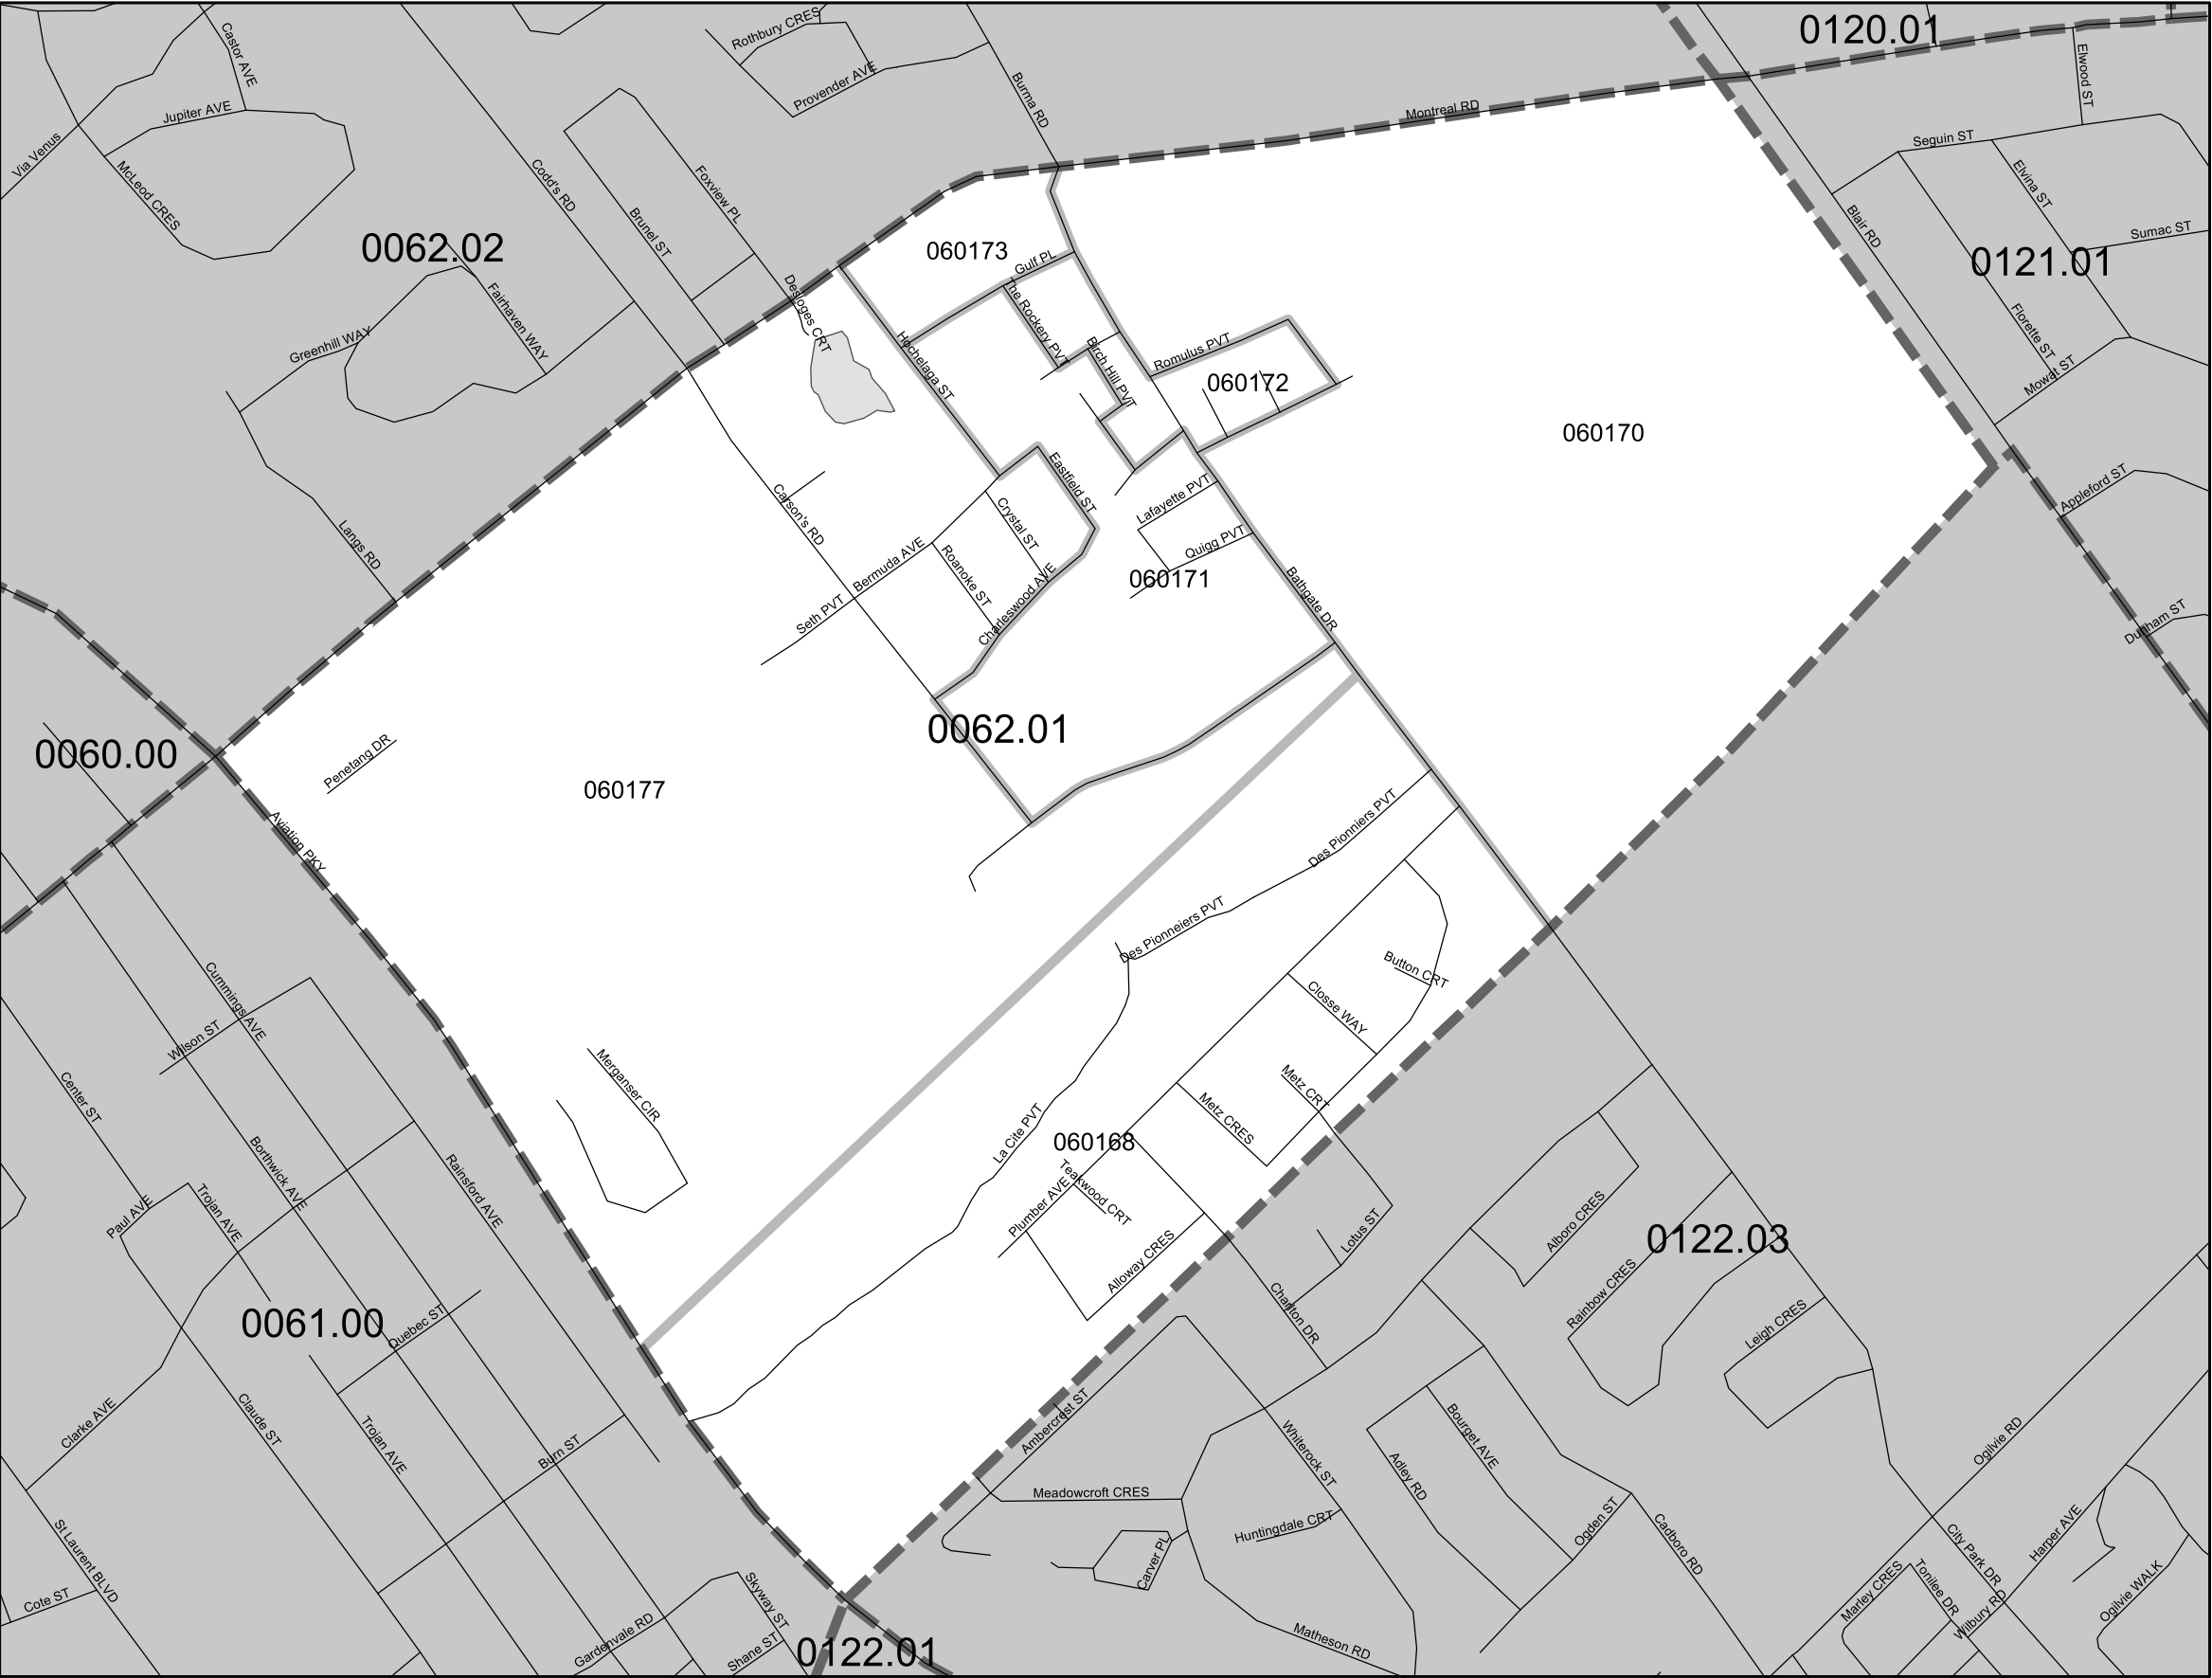 0120.01
Rothbury CRES
Castor AVE
Elwood ST
Provender AVE
Burma RD
Jupiter AVE
Montreal RD
Via Venus
Seguin ST
McLeod CRES
Codd's RD
Foxview PL
Elvina ST
Brunel ST
Blair RD
Sumac ST
0062.02
060173
Gulf PL
0121.01
Desloges CRT
Fairhaven WAY
he Rockery PVT
Greenhill WAY
Hochelaga ST
Birch Hill PVT
Romulus PVT
Florette ST
060172
Mowat ST
060170
Eastfield ST
Appleford ST
Carson's RD
Crystal ST
Lafayette PVT
Langs RD
Quigg PVT
Bermuda AVE
Roanoke ST
060171
Bathgate DR
Seth PVT
Charleswood AVE
Dunham ST
0062.01
0060.00
Penetang DR
060177
Aviation PKY
Des Pionniers PVT
Des Pionneiers PVT
Button CRT
Cummings AVE
Closse WAY
Wilson ST
Center ST
Merganser CIR
Metz CRT
Metz CRES
La Cite PVT
060168
Borthwick AVE
Rainsford AVE
Teakwood CRT
Plumber AVE
Paul AVE
Trojan AVE
Lotus ST
Alboro CRES
0122.03
Alloway CRES
Rainbow CRES
Charlton DR
0061.00
Quebec ST
Leigh CRES
Clarke AVE
Claude ST
Trojan AVE
Ambercrest ST
Whiterock ST
Bourget AVE
Ogilvie RD
Burn ST
Adley RD
Meadowcroft CRES
Huntingdale CRT
Ogden ST
Cadboro RD
St Laurent BLVD
Carver PL
City Park DR
Harper AVE
Cote ST
Skyway ST
Marley CRES
Tonilee DR
Wilbury RD
Ogilvie WALK
Gardenvale RD
Shane ST
0122.01
Matheson RD